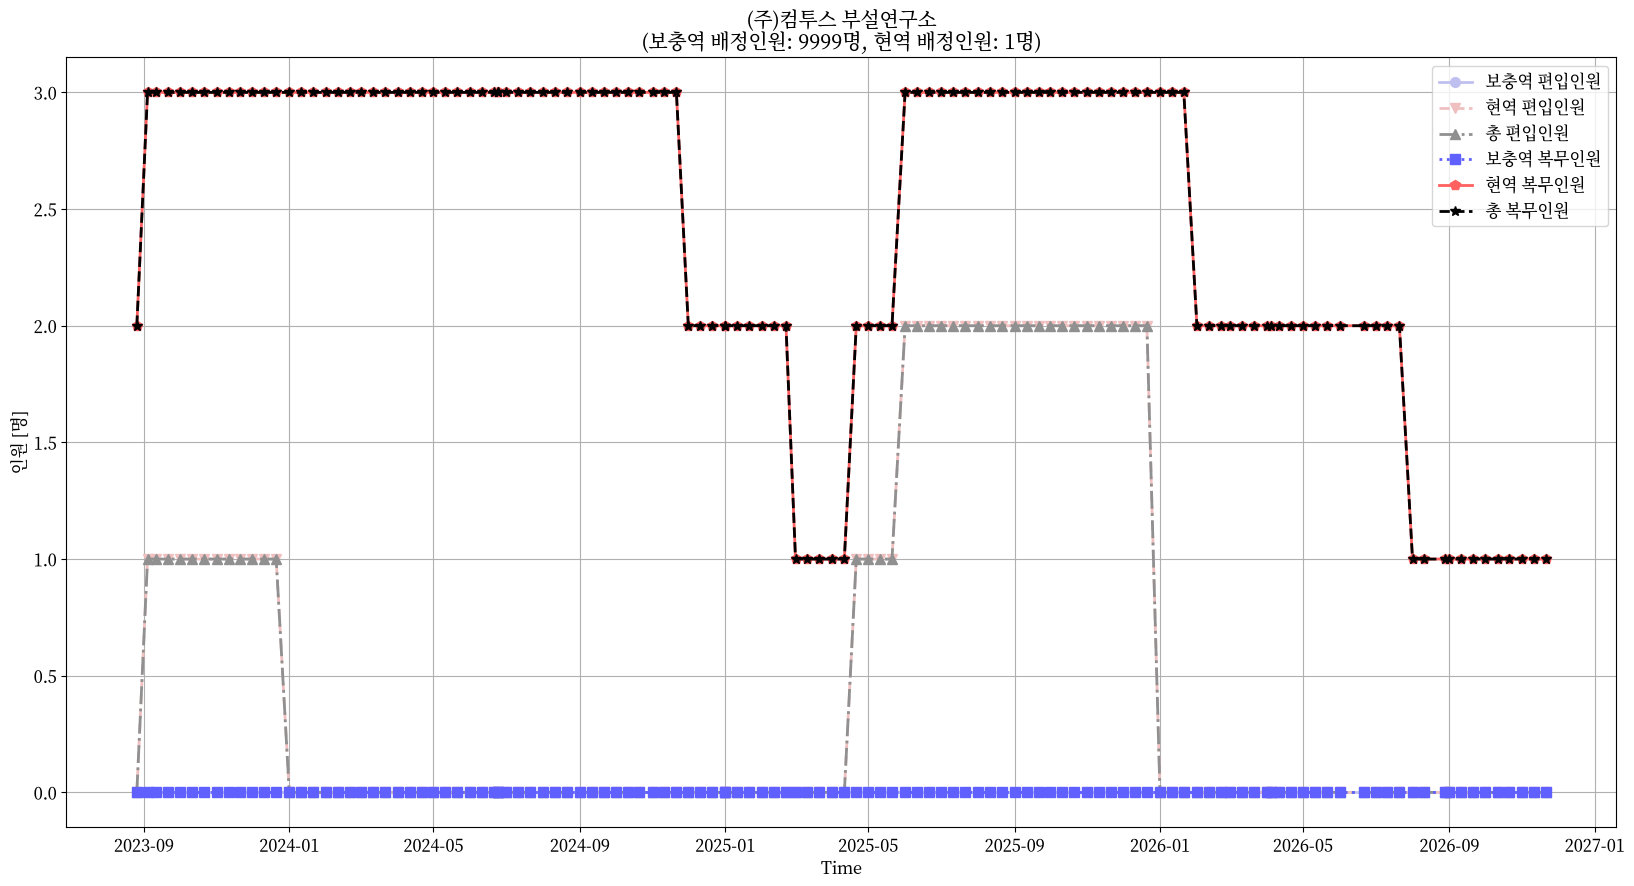 (주)컴투스 부설연구소
(보충역 배정인원: 9999명, 현역 배정인원: 1명)
보충역 편입인원
현역 편입인원
총 편입인원
보충역 복무인원
현역 복무인원
총 복무인원
인원 [명]
3.0
2.5
2.0
1.5
1.0
0.5
0.0
2023-09
2024-01
2024-05
2024-09
2025-01
2025-05
2025-09
2026-01
2026-05
2026-09
2027-01
Time